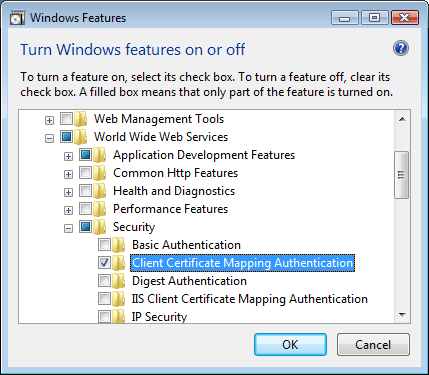 Windows Features
Turn Windows features on or off
To turn a feature on, select its check box. To turn a feature off, clear its
check box. A filled box means that only part of the feature is turned on.
Web Management Tools
World Wide Web Services
Application Development Features
Common Http Features
Health and Diagnostics
Performance Features
Security
Basic Authentication
Client Certificate Mapping Authentication
Digest Authentication
IIS Client Certificate Mapping Authentication
IP Security
OK
Cancel